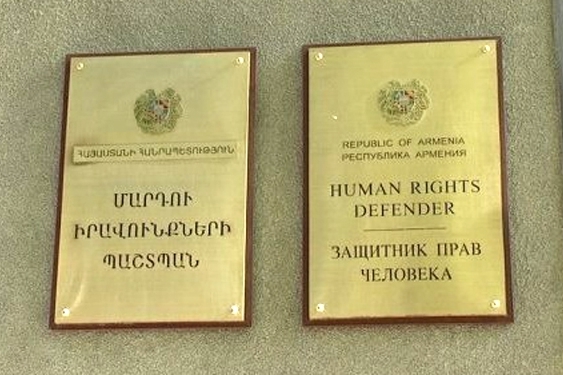 ՀԱՅԱՍՏԱՆԻ ՀԱՆՐԱՊԵՏՈՒԹՅՈՒՆ
ՄԱՐԴՈՒ
ԻՐԱՎՈՒՆՔՆԵՐԻ
ՊԱՇՏՊԱՆ
REPUBLIC OF ARMENIA
РЕСПУБЛИКА АРМЕНИЯ
HUMAN RIGHTS
DEFENDER
ЗАЩИТНИК ПРАВ
ЧЕЛОВЕКА